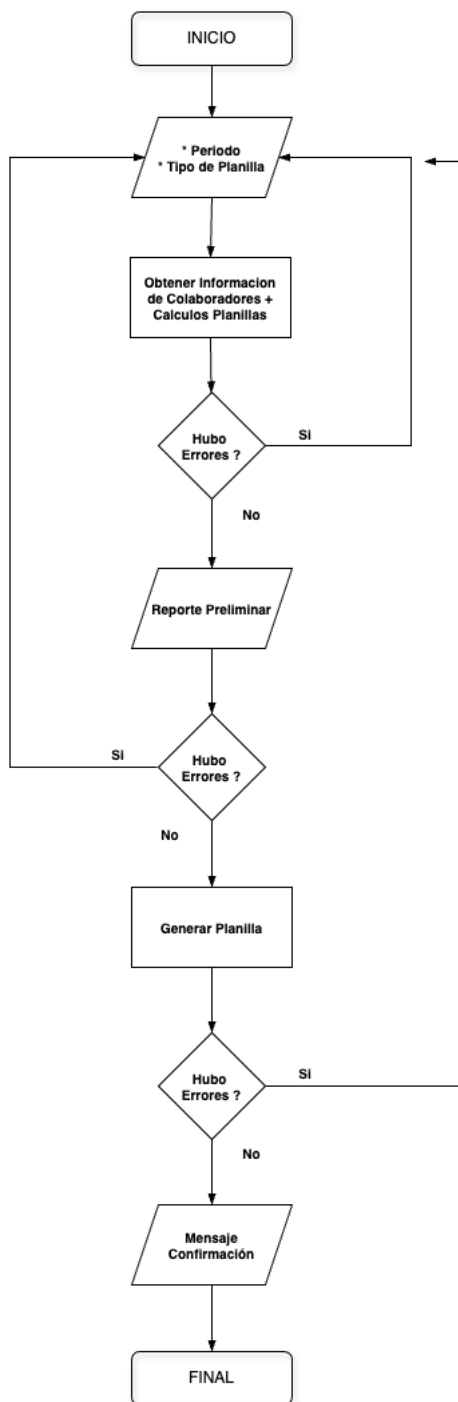 INICIO
* Periodo
* Tipo de Planilla
Obtener Informacion
de Colaboradores +
Calculos Planillas
Hubo
Errores ?
Si
No
Reporte Preliminar
Hubo
Errores ?
Si
No
Generar Planilla
Hubo
Errores ?
Si
No
Mensaje
Confirmación
FINAL